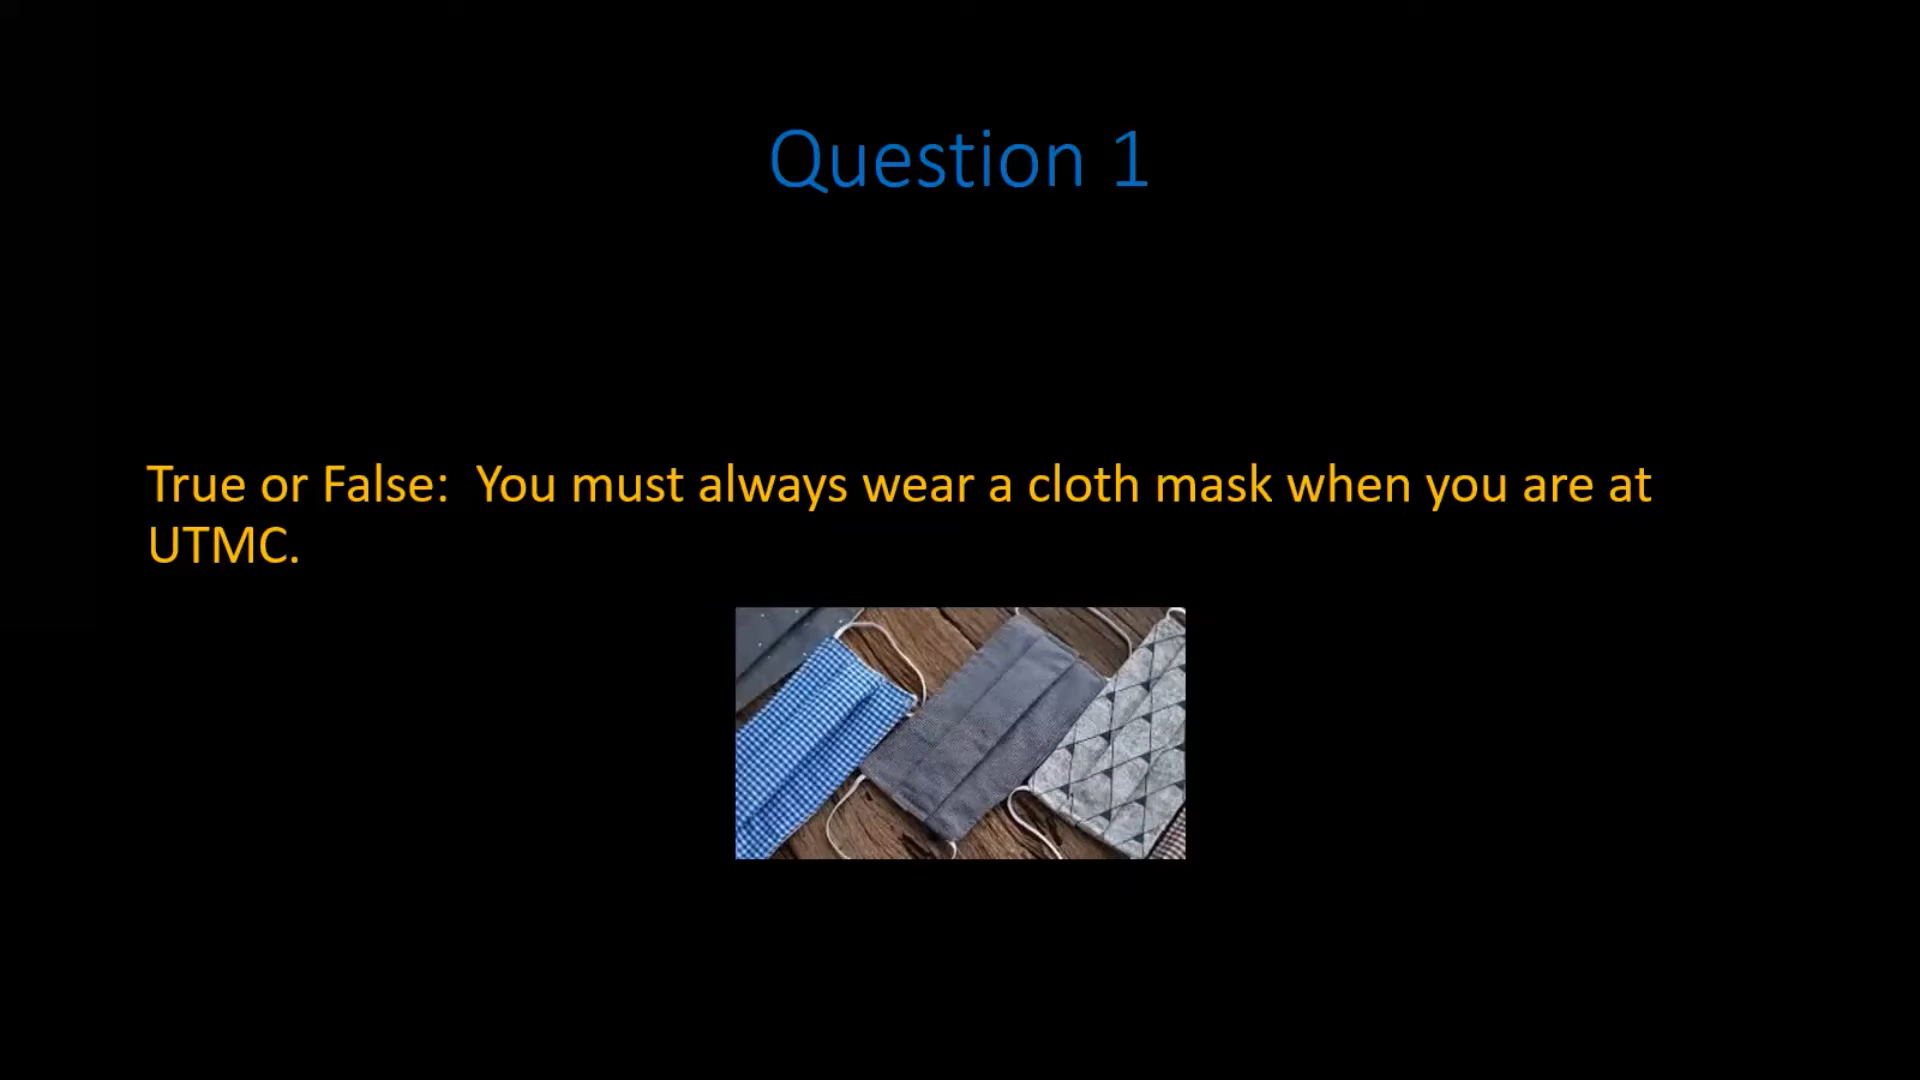 Question 1
True or False:  You must always wear a cloth mask when you are at
UTMC.